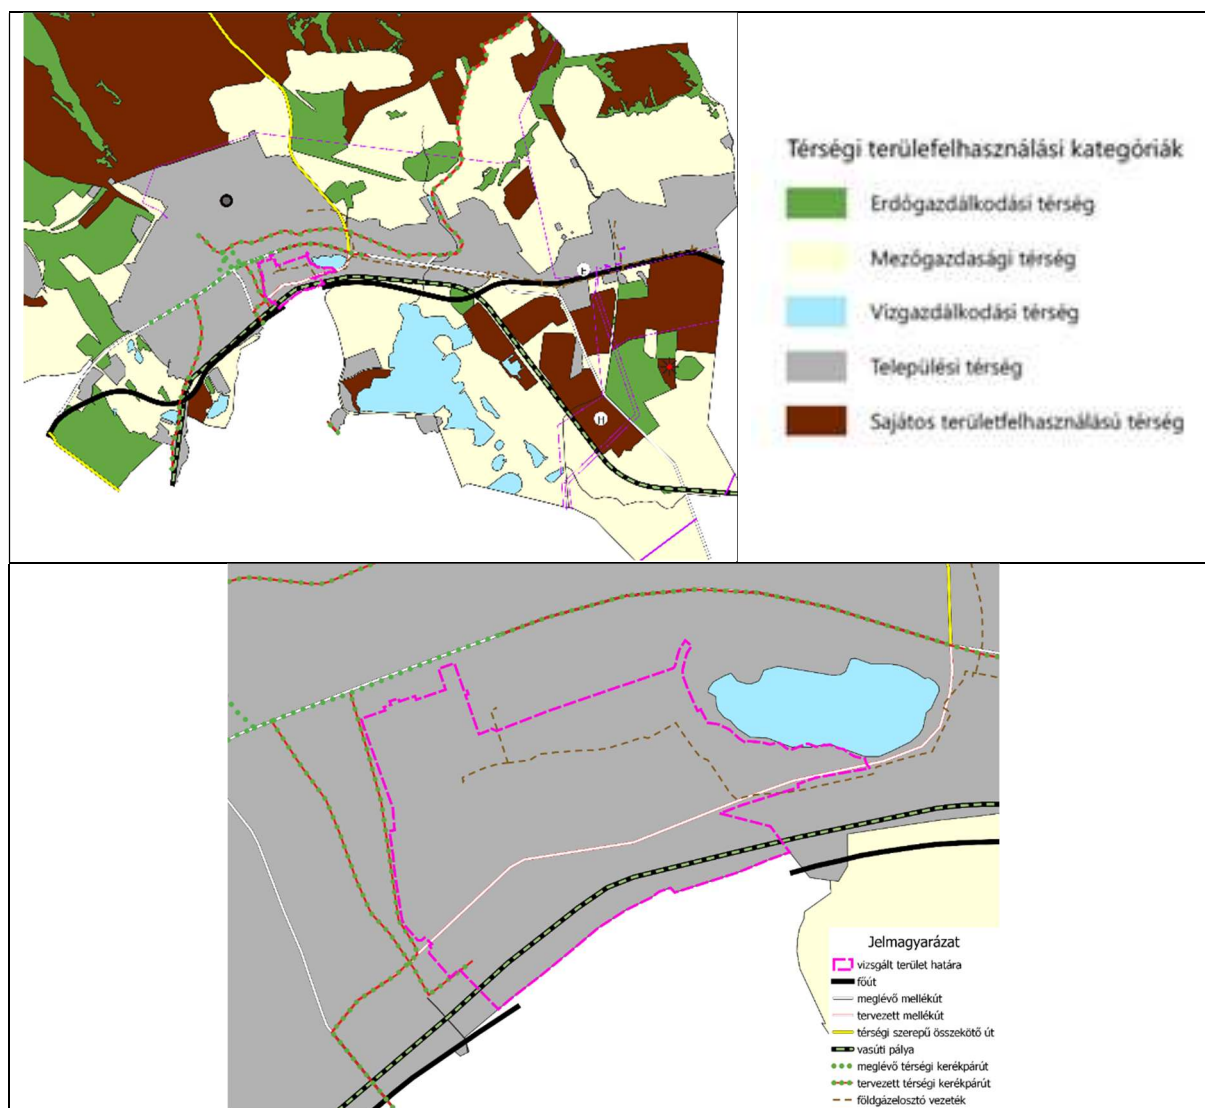 Térségi terülefelhasználási kategóriák
Erdőgazdálkodási térség
Mezőgazdasági térség
Vízgazdálkodási térség
Települési térség
Sajátos területfelhasználású térség
H
Jelmagyarázat
vizsgált terület határa
főút
meglévő mellékút
tervezett mellékút
térségi szerepű összekötő út
vasúti pálya
meglévő térségi kerékpárút
tervezett térségi kerékpárút
földgázelosztó vezeték